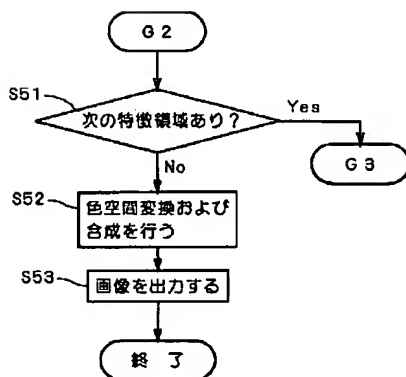 G2
S51
次の特徴領域あり?
Yes
G3
No
S52
色空間変換および
合成を行う
S53
画像を出力する
終 了